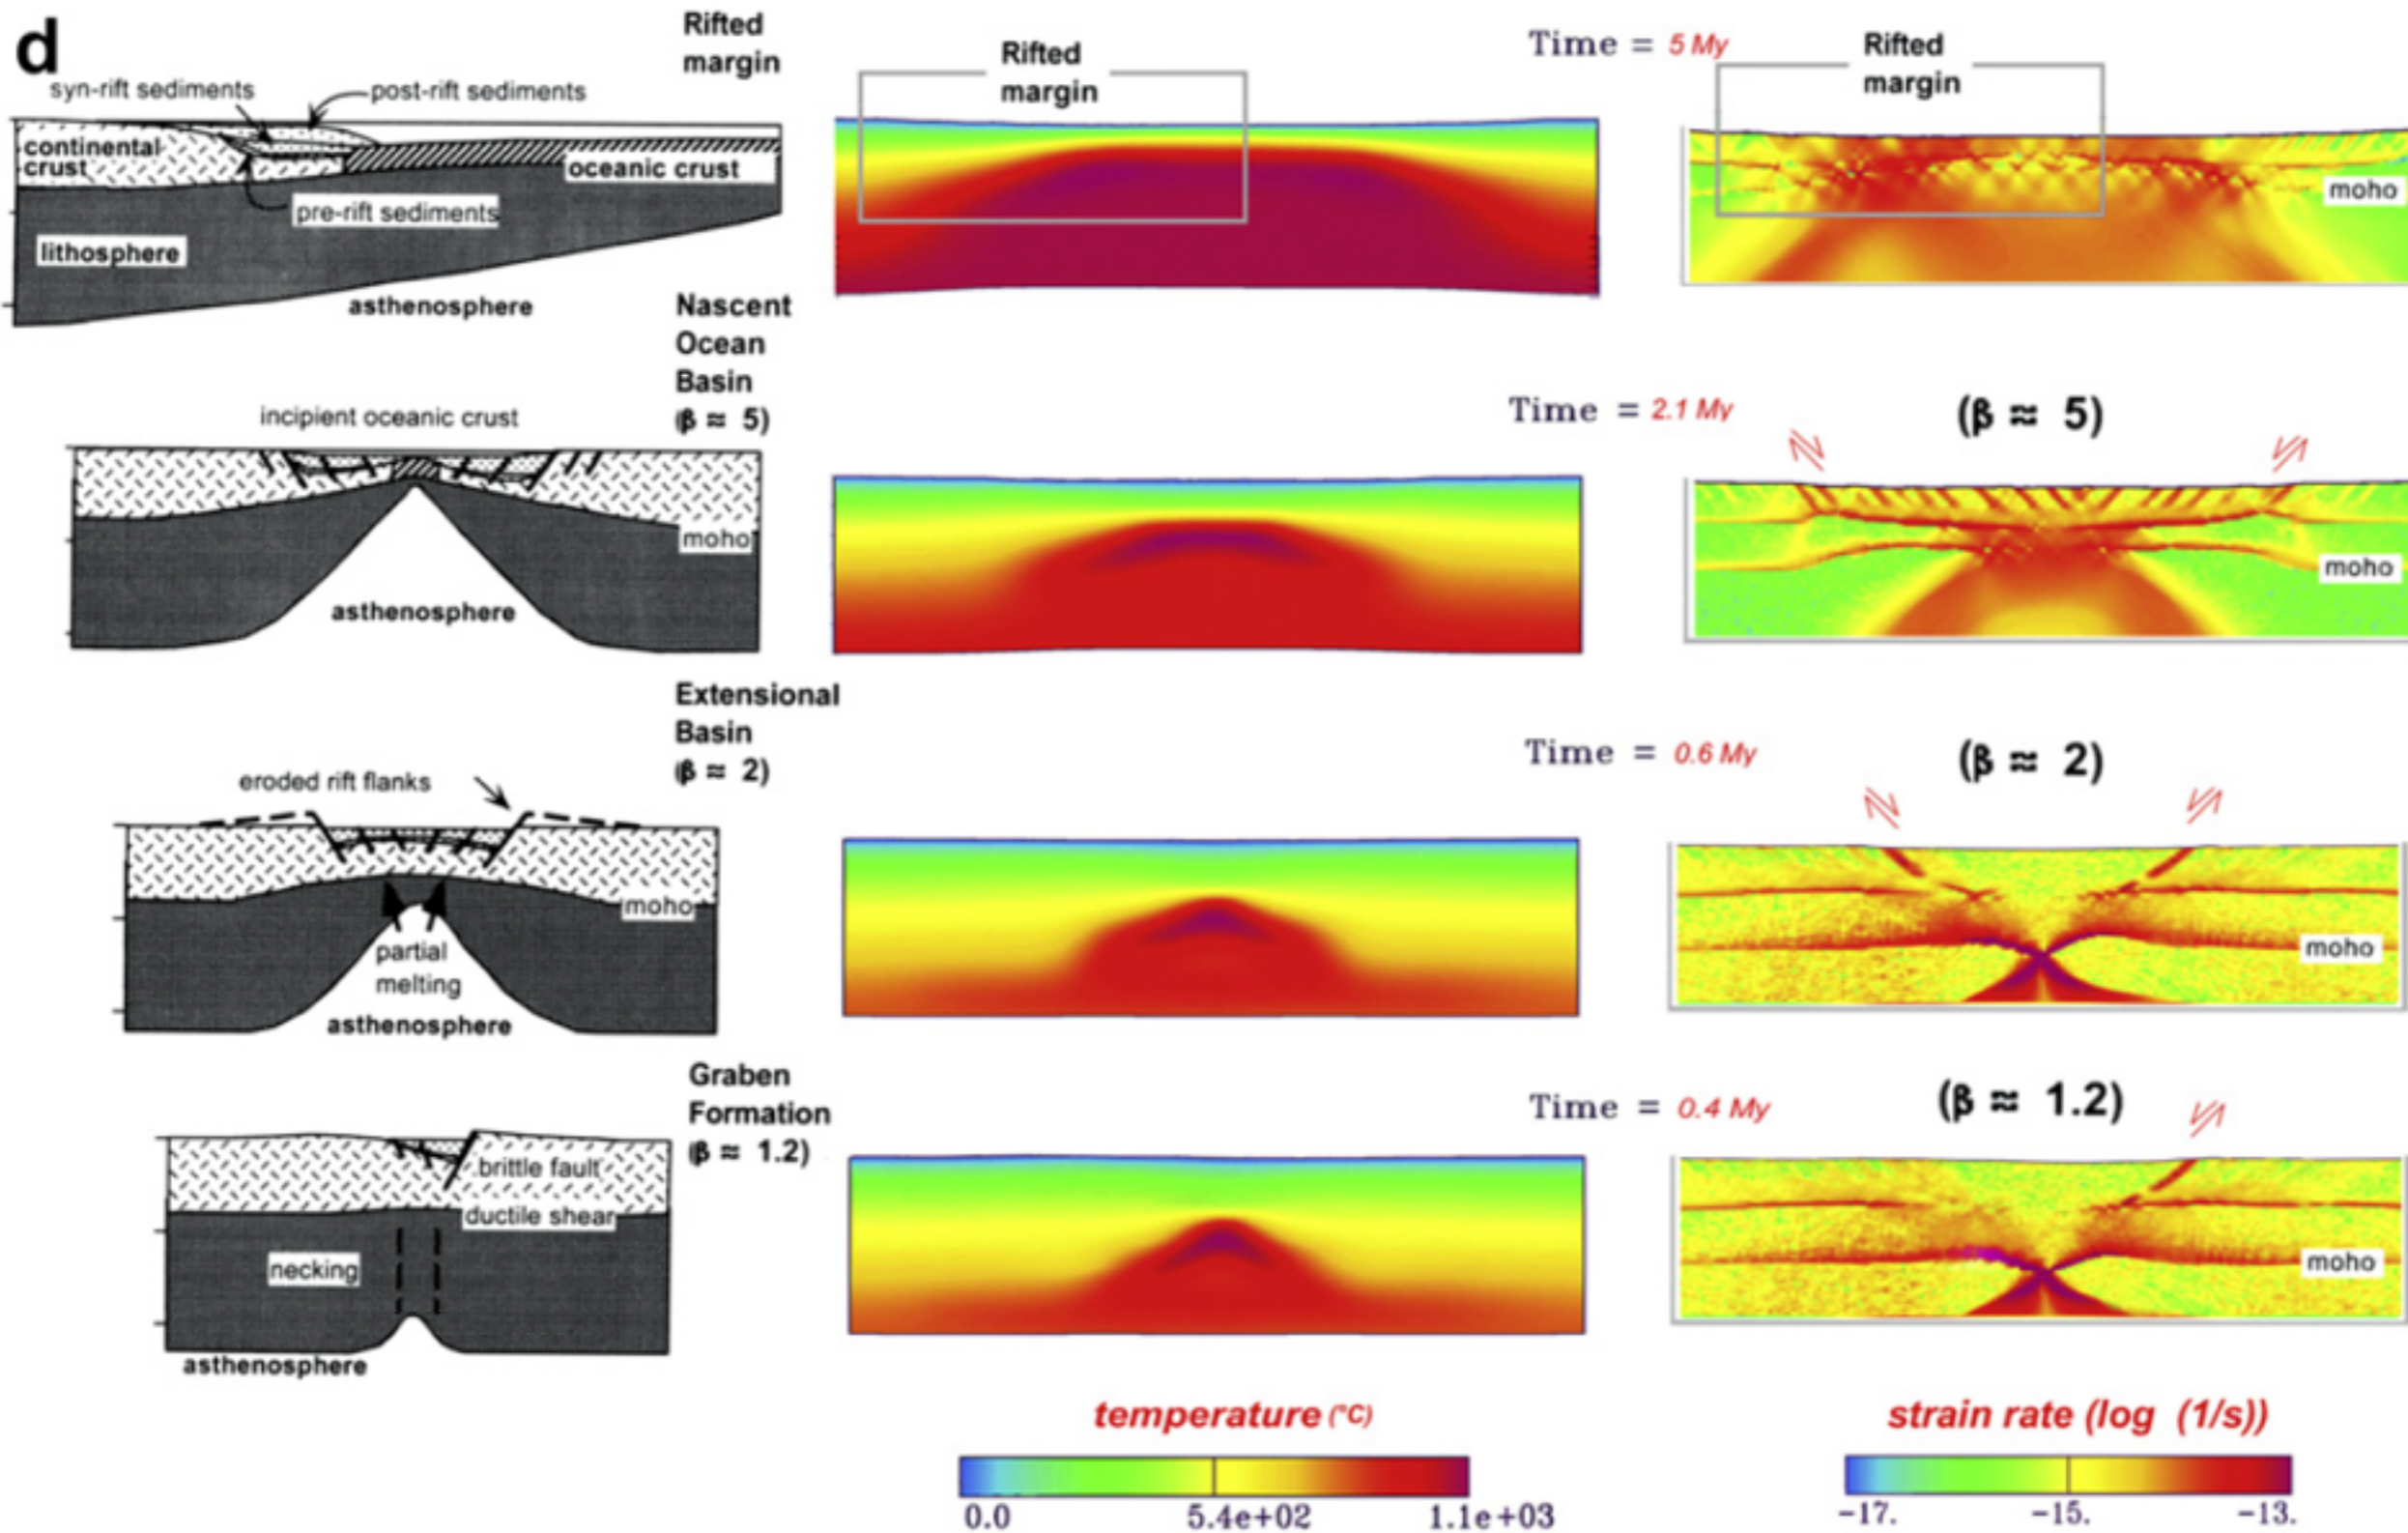 d
Rifted
margin
syn-rift sediments
post-rift sediments
continental
crust
oceanic crust
pre-rift sediments
lithosphere
asthenosphere
Rifted
margin
Time = 5 My
Rifted
margin
moho
Nascent
Ocean
Basin
(β ≈ 5)
incipient oceanic crust
moho
asthenosphere
Time = 2.1 My
(β ≈ 5)
moho
Extensional
Basin
(β ≈ 2)
eroded rift flanks
moho
partial
melting
asthenosphere
Time = 0.6 My
(β ≈ 2)
moho
Graben
Formation
(β ≈ 1.2)
brittle fault
ductile shear
necking
asthenosphere
Time = 0.4 My
(β ≈ 1.2)
moho
temperature (°C)
0.0 5.4e+02 1.1e+03
strain rate (log (1/s))
-17. -15. -13.